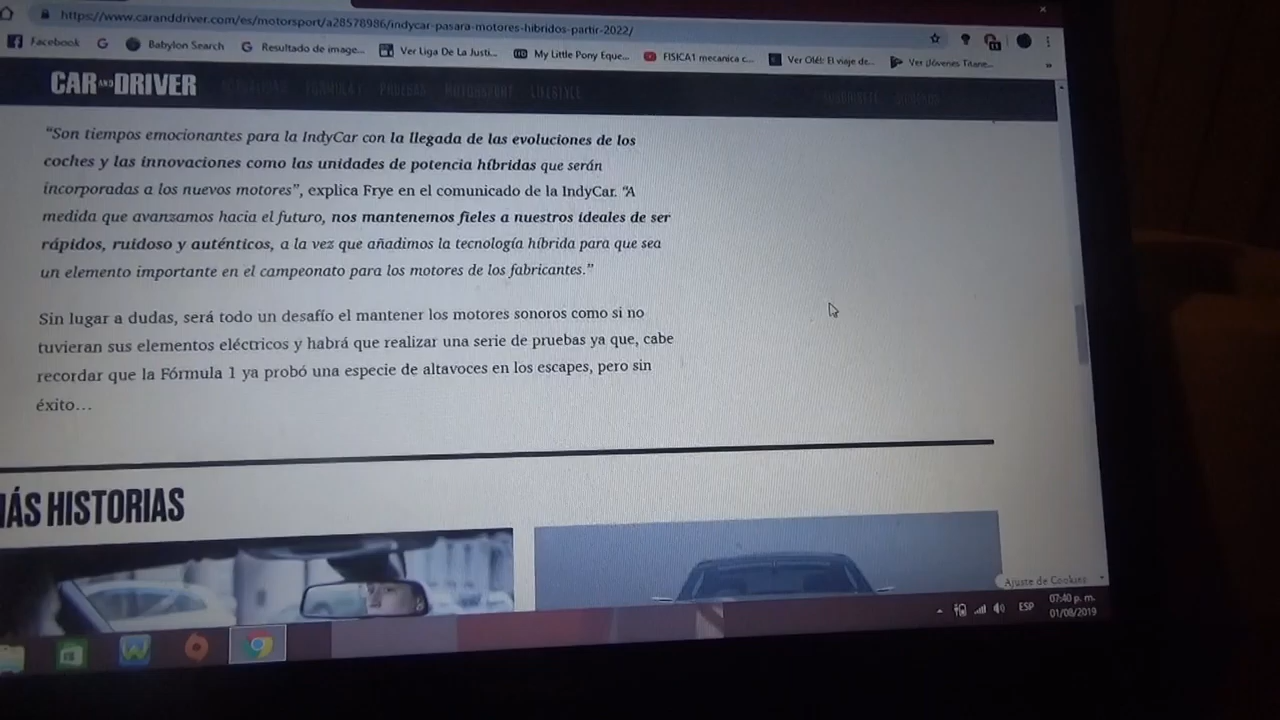 https://www.caranddriver.com/es/motorsport/a28578986/indycar-pasara-motores-hibridos-partir-2022/
Facebook Babylon Search Resultado de image... Ver Liga De La Justi... My Little Pony Eque... FISICA1 mecanica c... Ver Olé!: El viaje de... Ver ¡Jóvenes Titane...
CAR AND DRIVER FÓRMULA 1 PRUEBAS MOTORSPORT LIFESTYLE
“Son tiempos emocionantes para la IndyCar con la llegada de las evoluciones de los
coches y las innovaciones como las unidades de potencia híbridas que serán
incorporadas a los nuevos motores”, explica Frye en el comunicado de la IndyCar. “A
medida que avanzamos hacia el futuro, nos mantenemos fieles a nuestros ideales de ser
rápidos, ruidoso y auténticos, a la vez que añadimos la tecnología híbrida para que sea
un elemento importante en el campeonato para los motores de los fabricantes.”
Sin lugar a dudas, será todo un desafío el mantener los motores sonoros como si no
tuvieran sus elementos eléctricos y habrá que realizar una serie de pruebas ya que, cabe
recordar que la Fórmula 1 ya probó una especie de altavoces en los escapes, pero sin
éxito…
MÁS HISTORIAS
Ajuste de Cookies
ESP 07:40 p. m.
01/08/2019